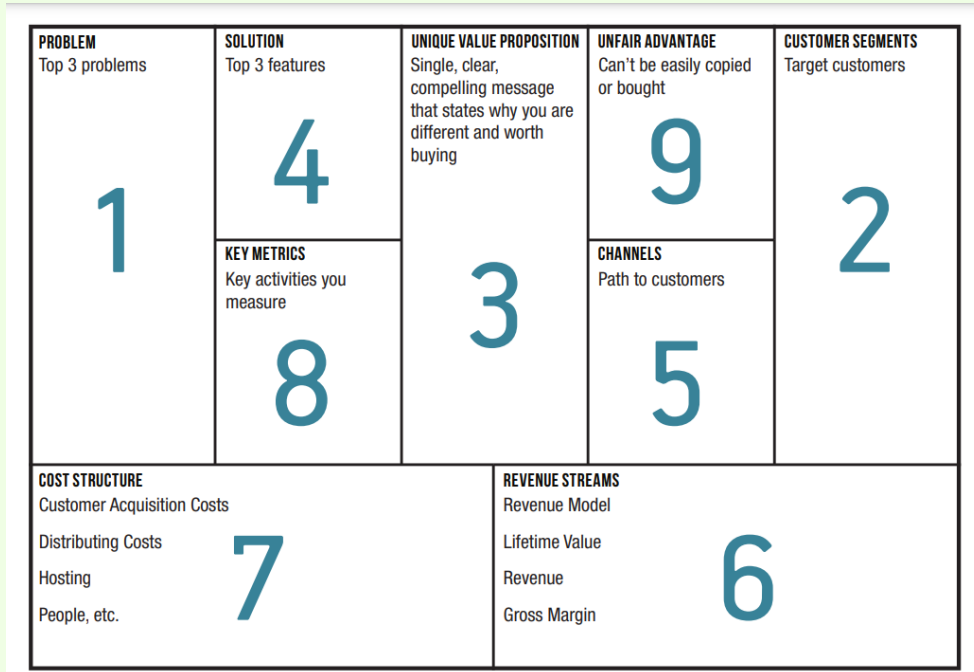 PROBLEM
Top 3 problems
1
SOLUTION
Top 3 features
4
KEY METRICS
Key activities you
measure
8
UNIQUE VALUE PROPOSITION
Single, clear,
compelling message
that states why you are
different and worth
buying
3
UNFAIR ADVANTAGE
Can't be easily copied
or bought
9
CHANNELS
Path to customers
5
CUSTOMER SEGMENTS
Target customers
2
COST STRUCTURE
Customer Acquisition Costs
Distributing Costs
Hosting
People, etc.
7
REVENUE STREAMS
Revenue Model
Lifetime Value
Revenue
Gross Margin
6